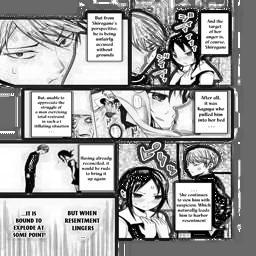 And the
target
of her
anger is,
of course,
Shirogane
But from
Shirogane's
perspective,
he is being
unfairly
accused
without
grounds
After all,
it was
Kaguya who
pulled him
into her bed
But, unable to
appreciate the
struggle of
a man exercising
total restraint
in such a
titillating situation
She continues
to view him with
suspicion. Which
naturally leads
him to harbor
resentment!
Having already
reconciled, it
would be rude
to bring it
up again
BUT WHEN
RESENTMENT
LINGERS
...IT IS
BOUND TO
EXPLODE AT
SOME POINT!